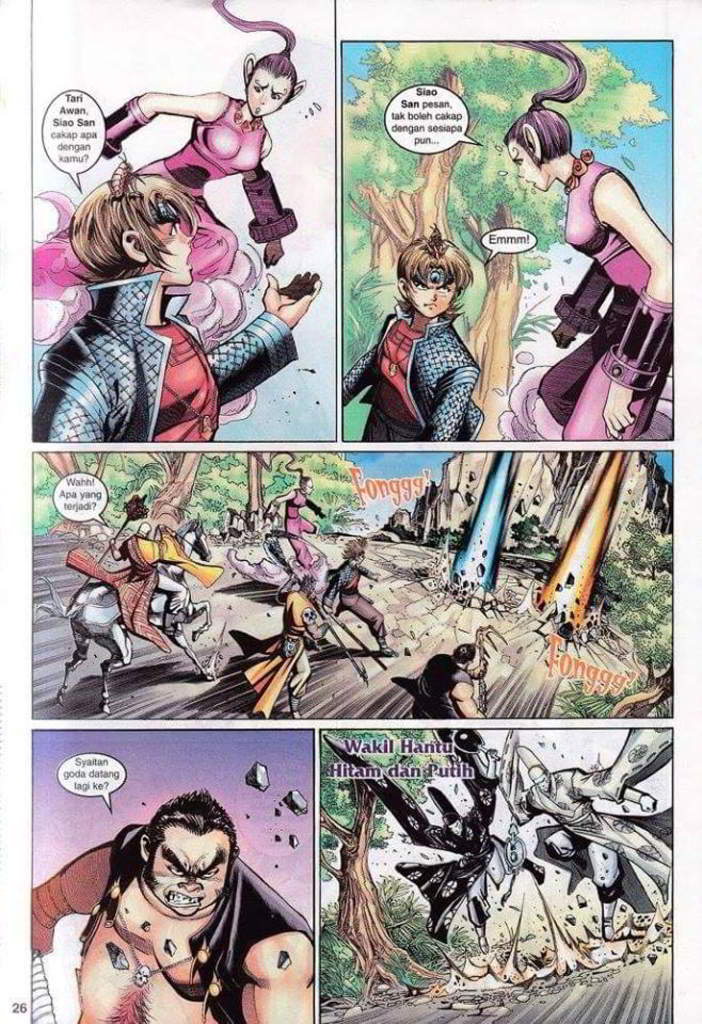 Tari
Awan,
Siao San
cakap apa
dengan
kamu?
Siao
San pesan,
tak boleh cakap
dengan sesiapa
pun...
Emmm!
Wahh!
Apa yang
terjadi?
Fonggg'
Fonggg'
Syaitan
goda datang
lagi ke?
Wakil Hantu
Hitam dan Putih
26